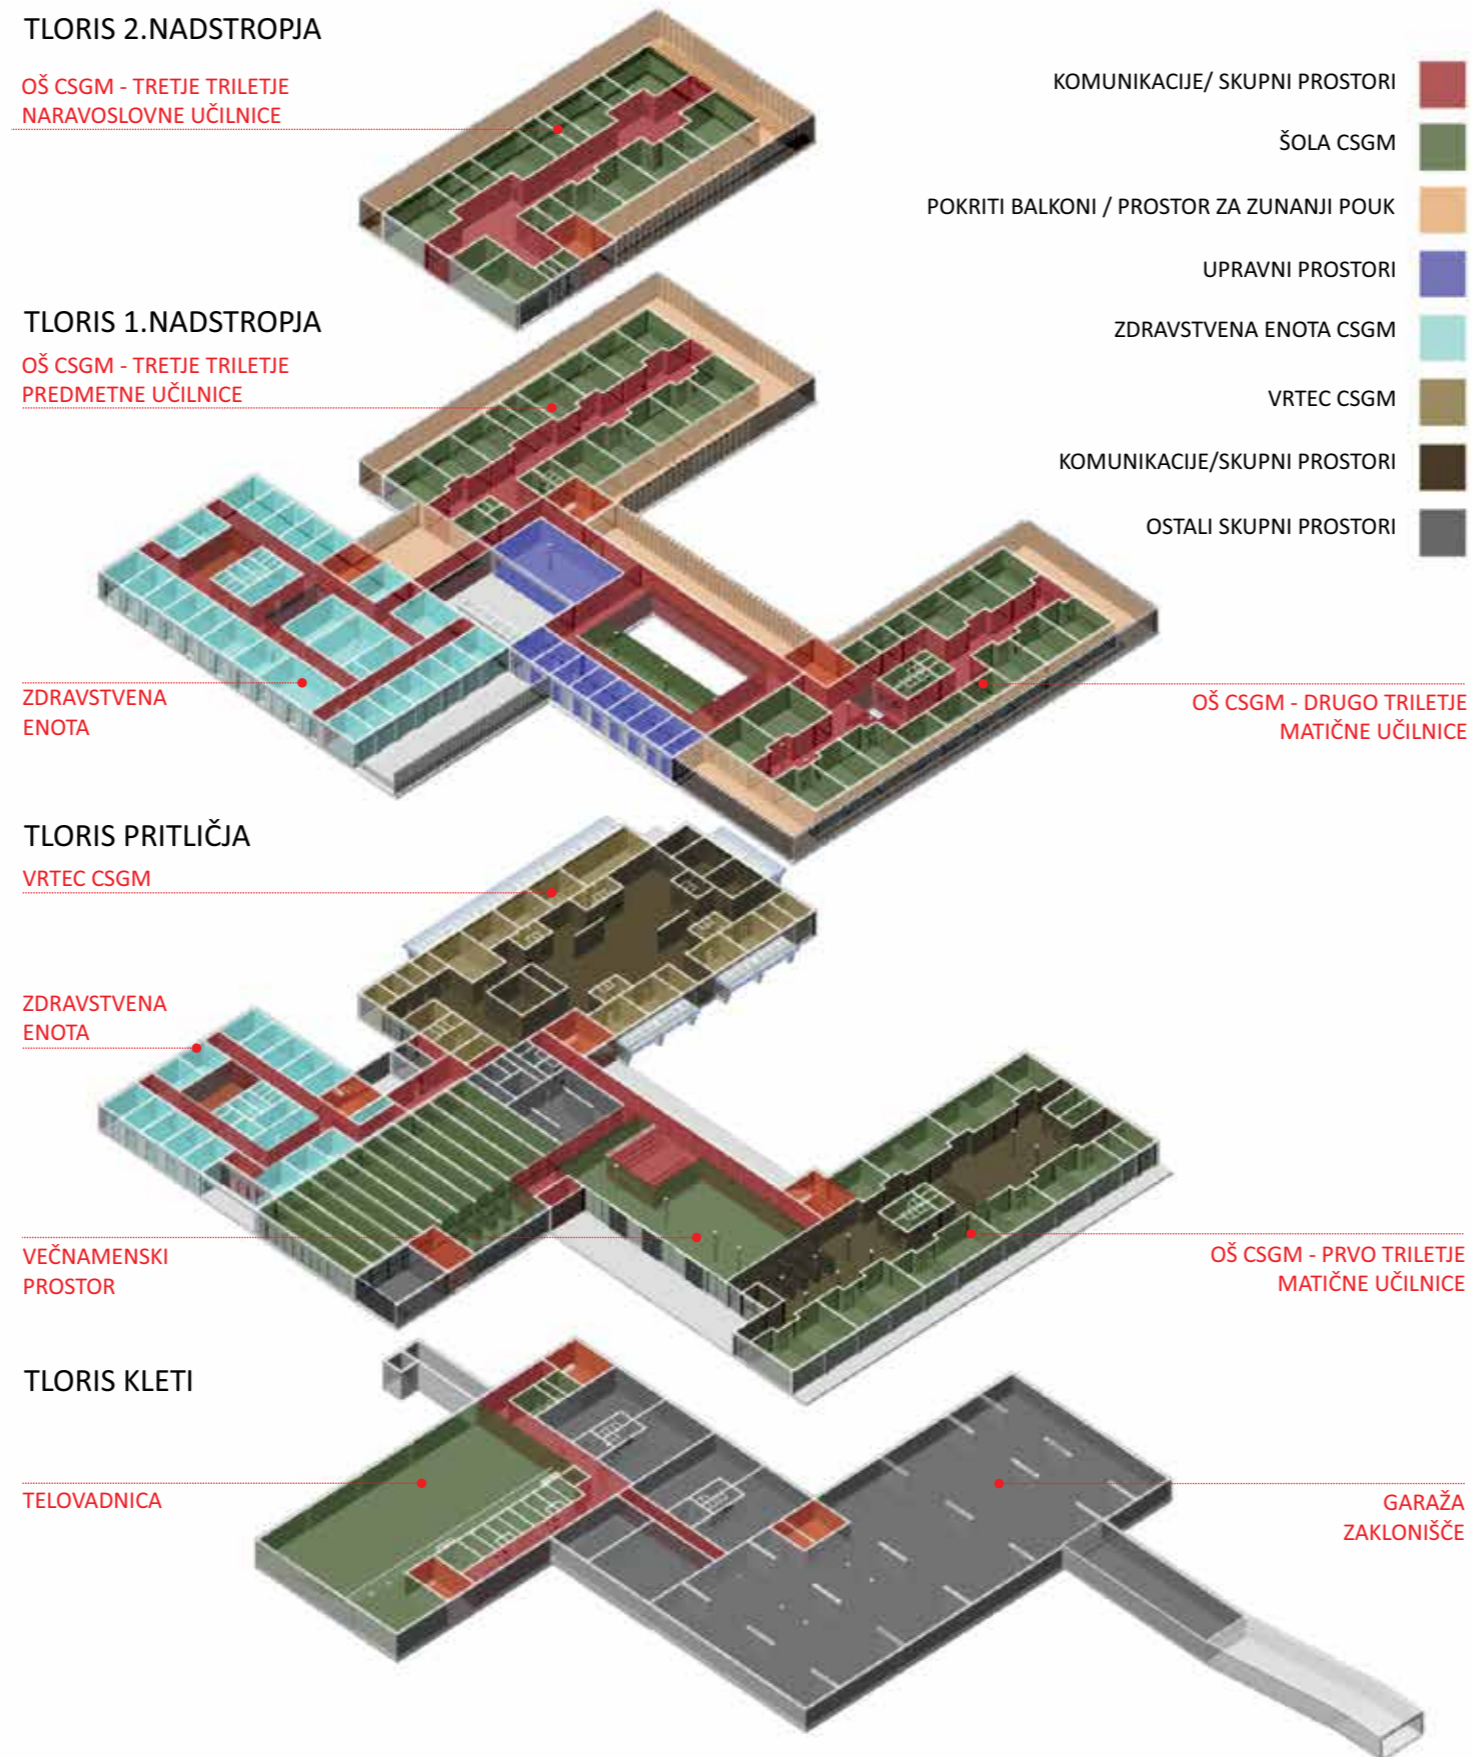 TLORIS 2.NADSTROPJA
OŠ CSGM - TRETJE TRILETJE
NARAVOSLOVNE UČILNICE
KOMUNIKACIJE/ SKUPNI PROSTORI
ŠOLA CSGM
POKRITI BALKONI / PROSTOR ZA ZUNANJI POUK
UPRAVNI PROSTORI
ZDRAVSTVENA ENOTA CSGM
VRTEC CSGM
KOMUNIKACIJE/SKUPNI PROSTORI
OSTALI SKUPNI PROSTORI
TLORIS 1.NADSTROPJA
OŠ CSGM - TRETJE TRILETJE
PREDMETNE UČILNICE
ZDRAVSTVENA
ENOTA
OŠ CSGM - DRUGO TRILETJE
MATIČNE UČILNICE
TLORIS PRITLIČJA
VRTEC CSGM
ZDRAVSTVENA
ENOTA
VEČNAMENSKI
PROSTOR
OŠ CSGM - PRVO TRILETJE
MATIČNE UČILNICE
TLORIS KLETI
TELOVADNICA
GARAŽA
ZAKLONIŠČE